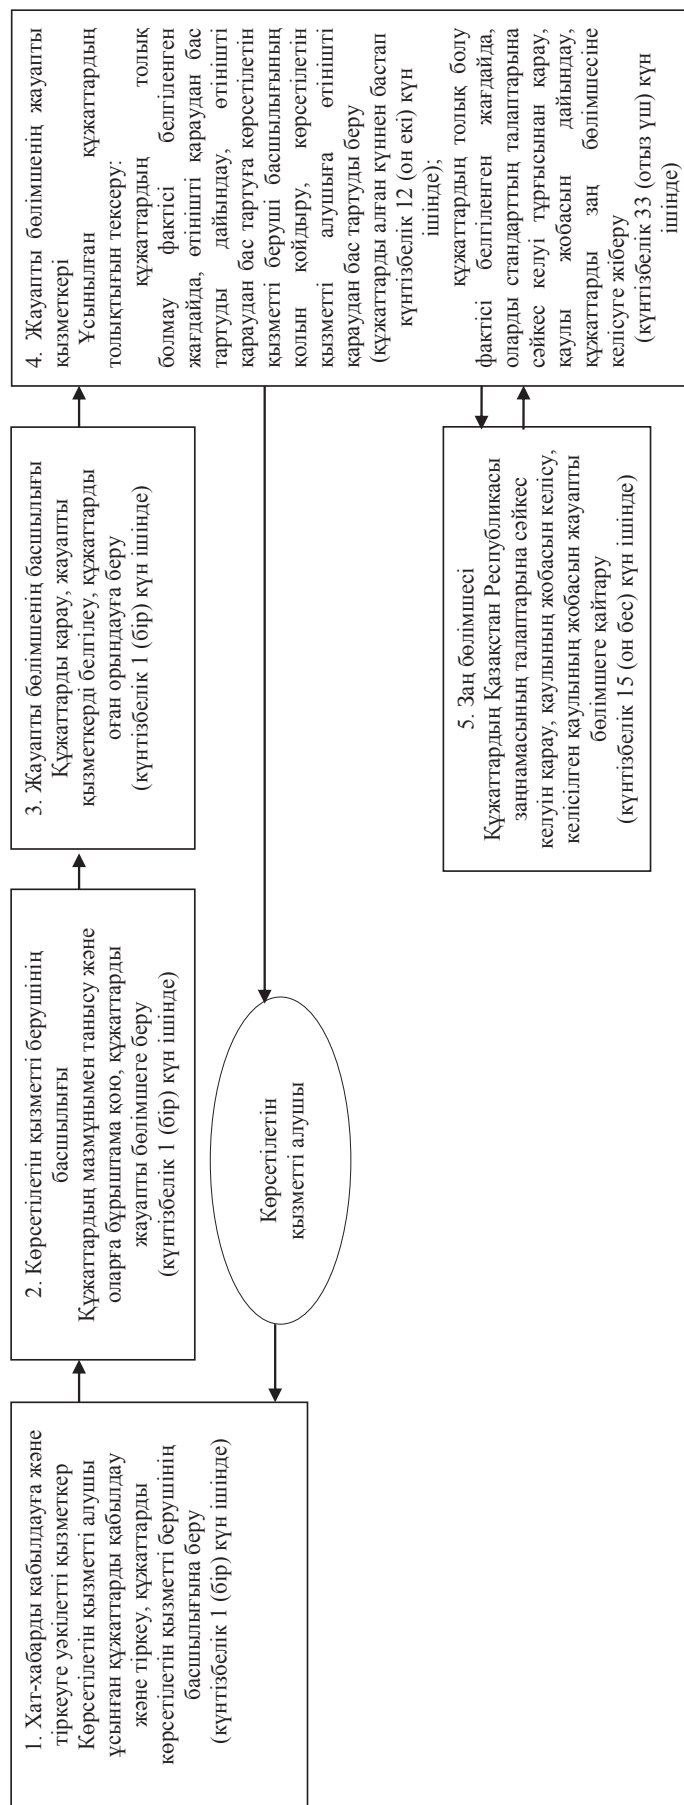 1. Хат-хабарды қабылдауға және
тіркеуге уәкілетті қызметкер
Көрсетілетін қызметті алушы
ұсынған құжаттарды қабылдау
және тіркеу, құжаттарды
көрсетілетін қызметті берушінің
басшылығына беру
(күнтізбелік 1 (бір) күн ішінде)
2. Көрсетілетін қызметті берушінің
басшылығы
Құжаттардың мазмұнымен танысу және
оларға бұрыштама қою, құжаттарды
жауапты бөлімшеге беру
(күнтізбелік 1 (бір) күн ішінде)
3. Жауапты бөлімшенің басшылығы
Құжаттарды қарау, жауапты
қызметкерді белгілеу, құжаттарды
оған орындауға беру
(күнтізбелік 1 (бір) күн ішінде)
4. Жауапты бөлімшенің жауапты
қызметкері
Ұсынылған құжаттардың
толықтығын тексеру:
құжаттардың толық
болмау фактісі белгіленген
жағдайда, өтінішті қараудан бас
тартуды дайындау, өтінішті
қараудан бас тартуға көрсетілетін
қызметті беруші басшылығының
қолын қойдыру, көрсетілетін
қызметті алушыға өтінішті
қараудан бас тартуды беру
(құжаттарды алған күннен бастап
күнтізбелік 12 (он екі) күн
ішінде);
құжаттардың толық болу
фактісі белгіленген жағдайда,
оларды стандарттың талаптарына
сәйкес келуі тұрғысынан қарау,
қаулы жобасын дайындау,
құжаттарды заң бөлімшесіне
келісуге жіберу
(күнтізбелік 33 (отыз үш) күн
ішінде)
Көрсетілетін
қызметті алушы
5. Заң бөлімшесі
Құжаттардың Қазақстан Республикасы
заңнамасының талаптарына сәйкес
келуін қарау, қаулының жобасын келісу,
келісілген қаулының жобасын жауапты
бөлімшеге қайтару
(күнтізбелік 15 (он бес) күн ішінде)